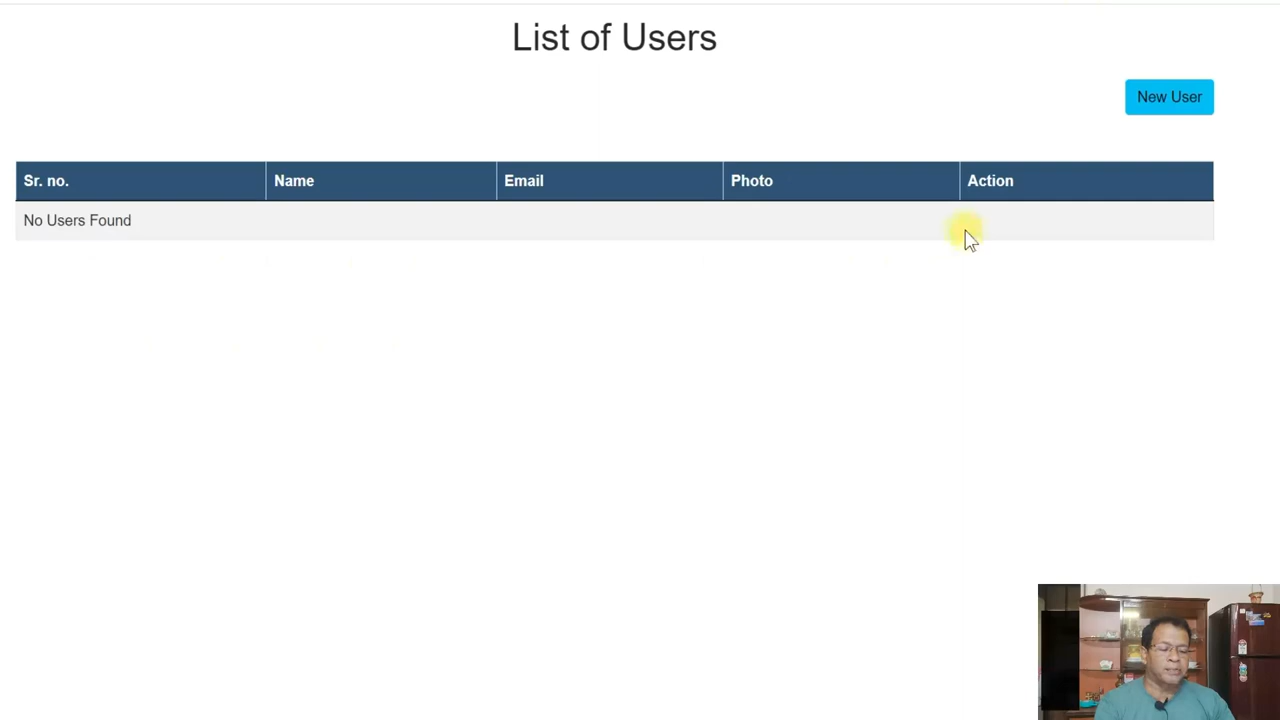 List of Users
New User
Sr. no. Name Email Photo Action
No Users Found